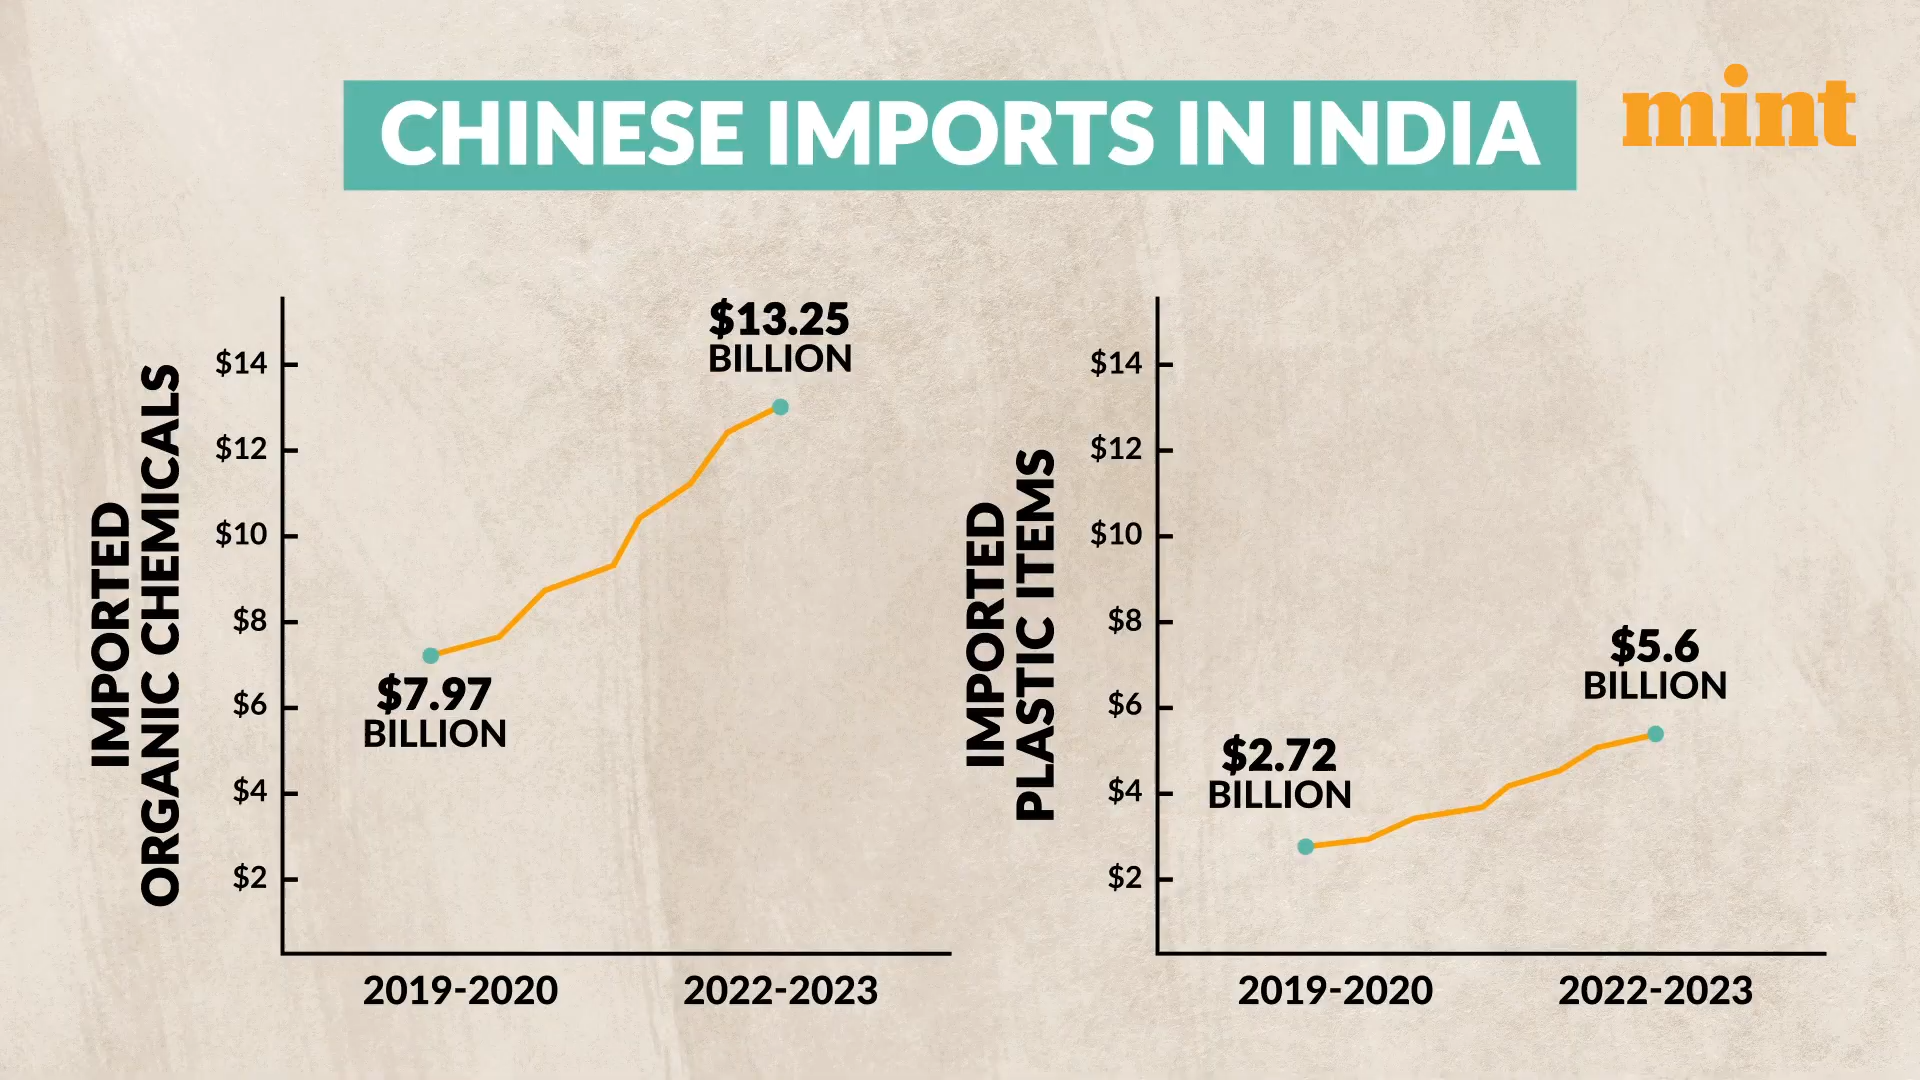 CHINESE IMPORTS IN INDIA
mint
IMPORTED
ORGANIC CHEMICALS
$14
$12
$10
$8
$6
$4
$2
$13.25
BILLION
$7.97
BILLION
2019-2020
2022-2023
IMPORTED
PLASTIC ITEMS
$14
$12
$10
$8
$6
$4
$2
$5.6
BILLION
$2.72
BILLION
2019-2020
2022-2023